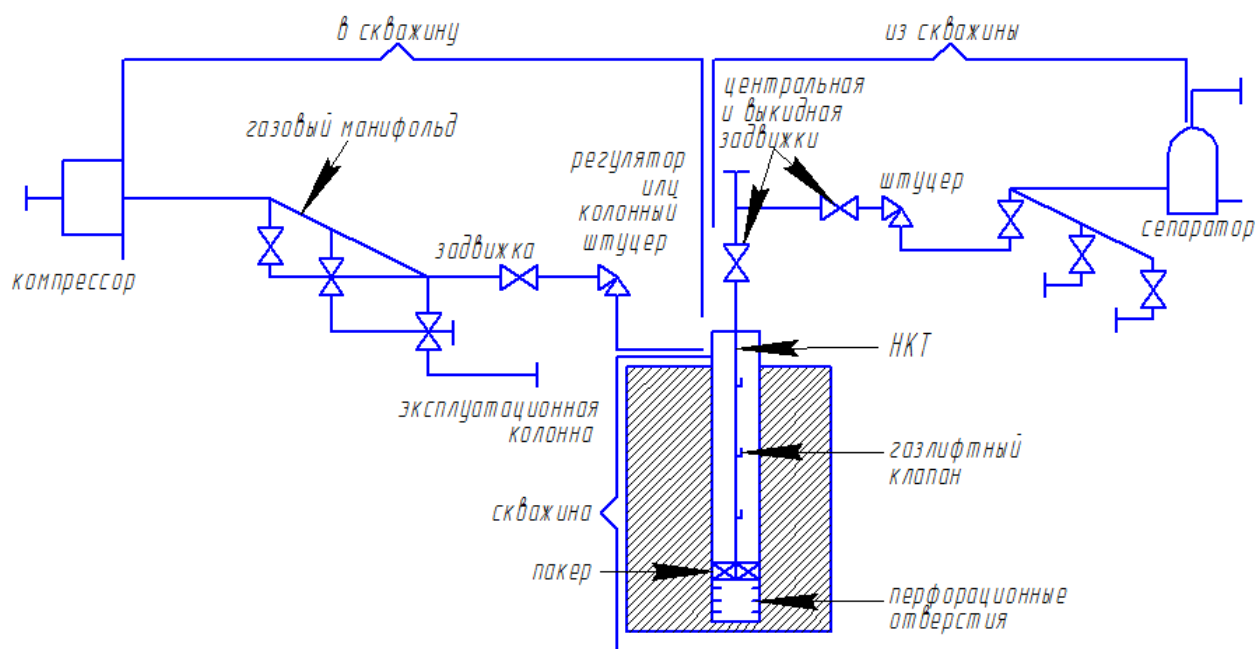 в скважину
из скважины
газовый манифольд
центральная
и выкидная
задвижки
регулятор
или
колонный
штуцер
штуцер
задвижка
компрессор
сепаратор
НКТ
эксплуатационная
колонна
газлифтный
клапан
скважина
пакер
перфорационные
отверстия